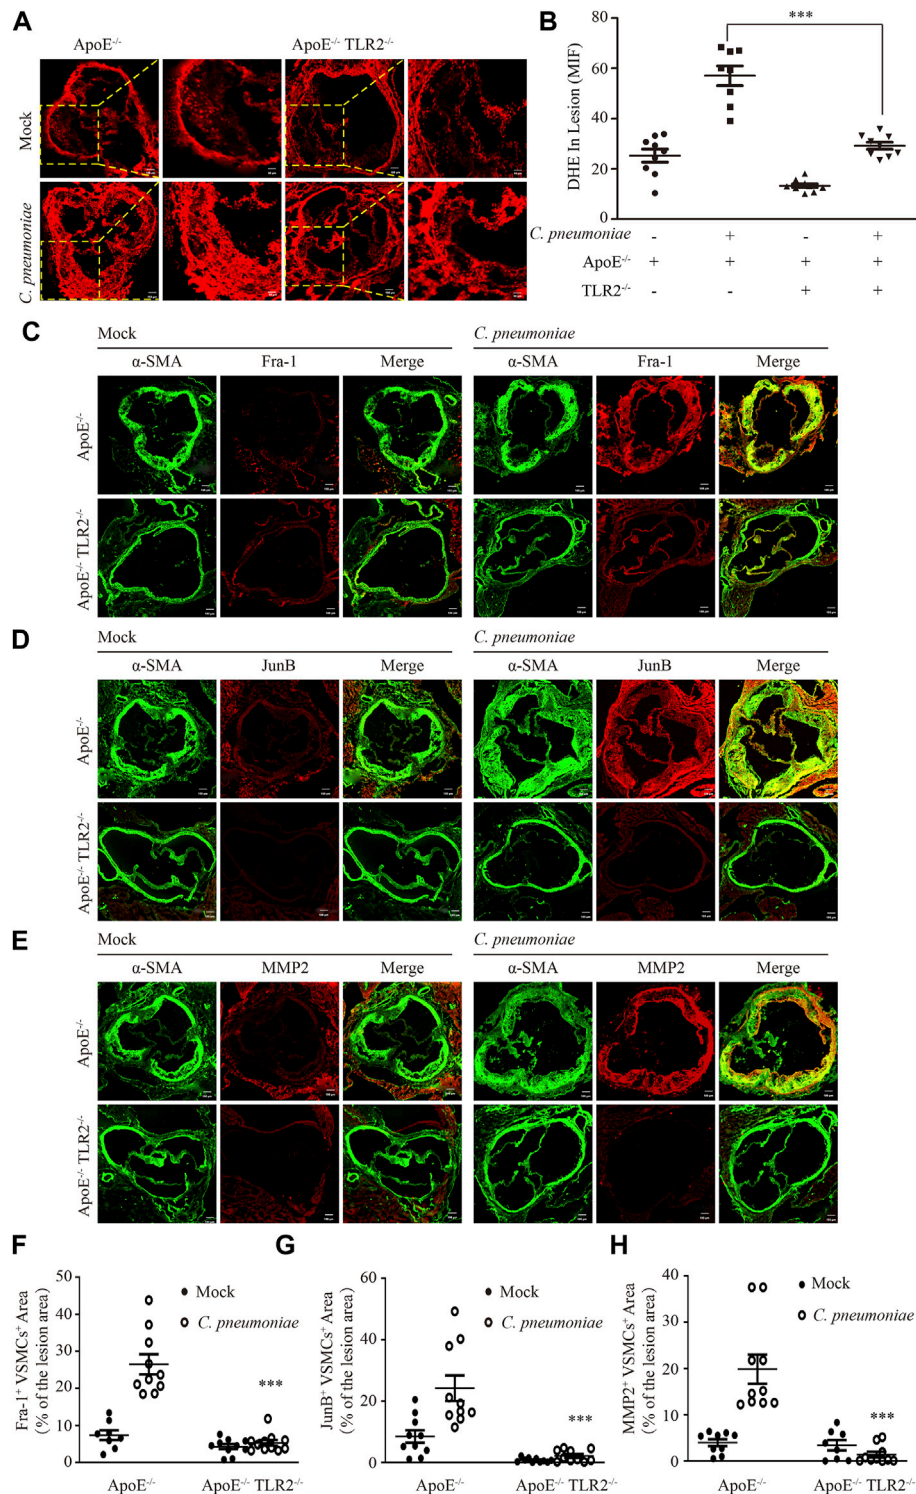 A
ApoE-/-
ApoE-/- TLR2-/-
Mock
C. pneumoniae
B
***
DHE In Lesion (MIF)
80
60
40
20
0
C. pneumoniae - + - +
ApoE-/- + + + +
TLR2-/- - - + +
C
Mock
C. pneumoniae
α-SMA Fra-1 Merge α-SMA Fra-1 Merge
ApoE-/-
ApoE-/- TLR2-/-
D
Mock
C. pneumoniae
α-SMA JunB Merge α-SMA JunB Merge
ApoE-/-
ApoE-/- TLR2-/-
E
Mock
C. pneumoniae
α-SMA MMP2 Merge α-SMA MMP2 Merge
ApoE-/-
ApoE-/- TLR2-/-
F
Fra-1+ VSMCs+ Area
(% of the lesion area)
50
40
30
20
10
0
Mock
C. pneumoniae
***
ApoE-/- ApoE-/- TLR2-/-
G
JunB+ VSMCs+ Area
(% of the lesion area)
60
40
20
0
Mock
C. pneumoniae
***
ApoE-/- ApoE-/- TLR2-/-
H
MMP2+ VSMCs+ Area
(% of the lesion area)
40
30
20
10
0
Mock
C. pneumoniae
***
ApoE-/- ApoE-/- TLR2-/-